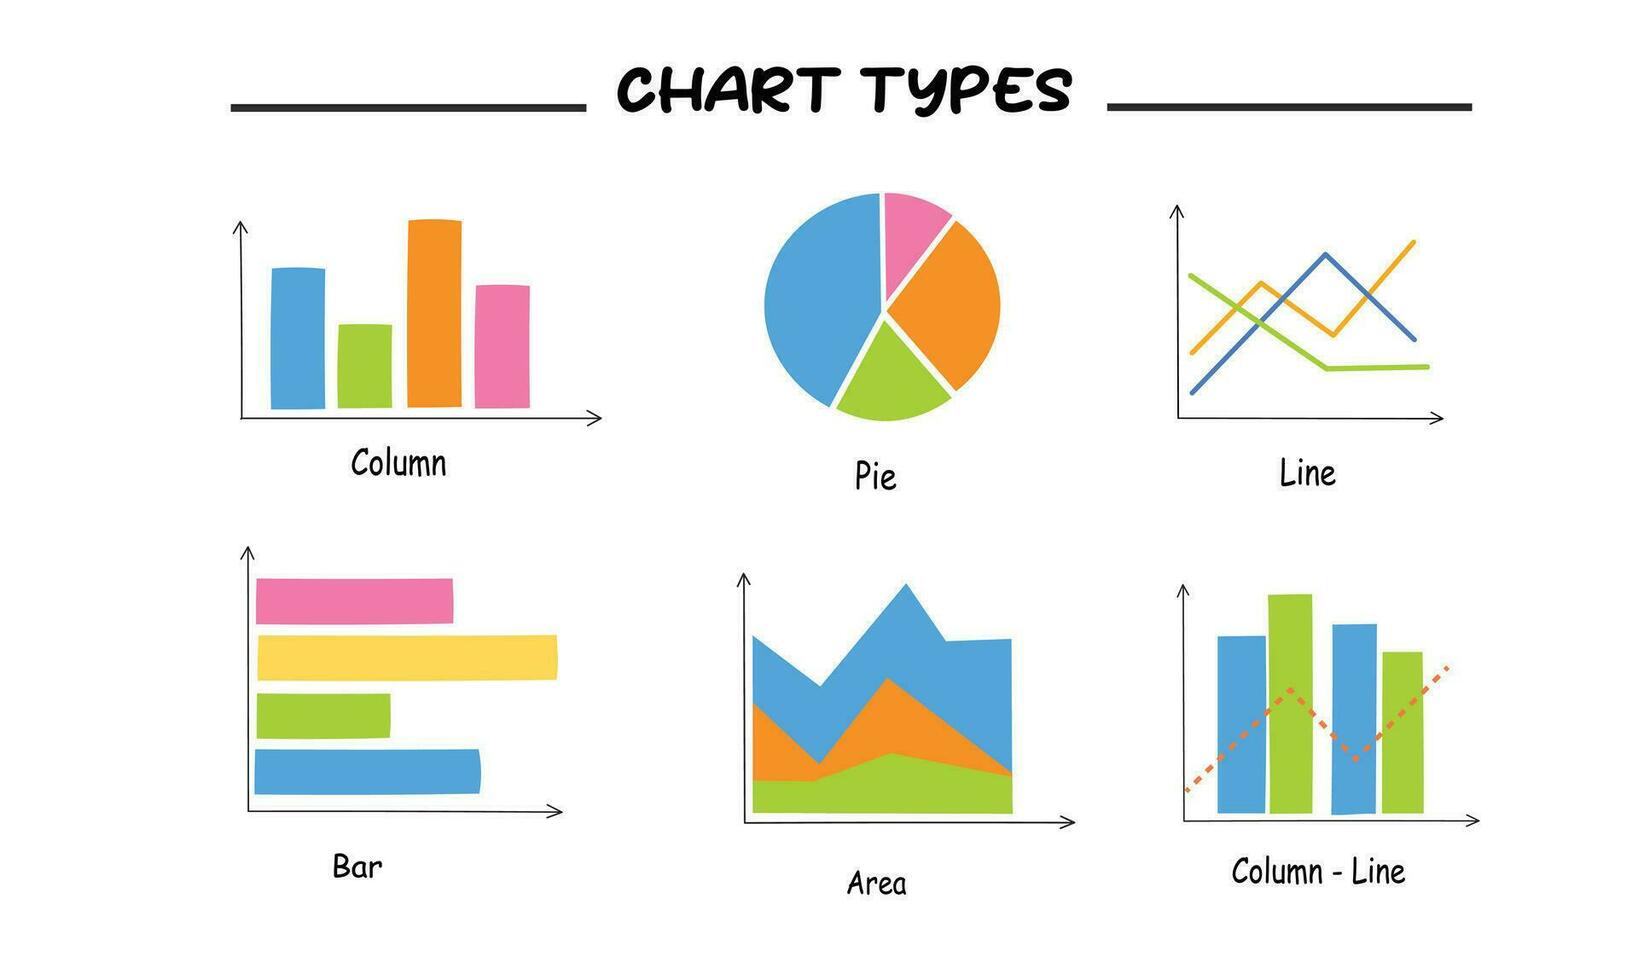 CHART TYPES
Column
Pie
Line
Bar
Area
Column - Line